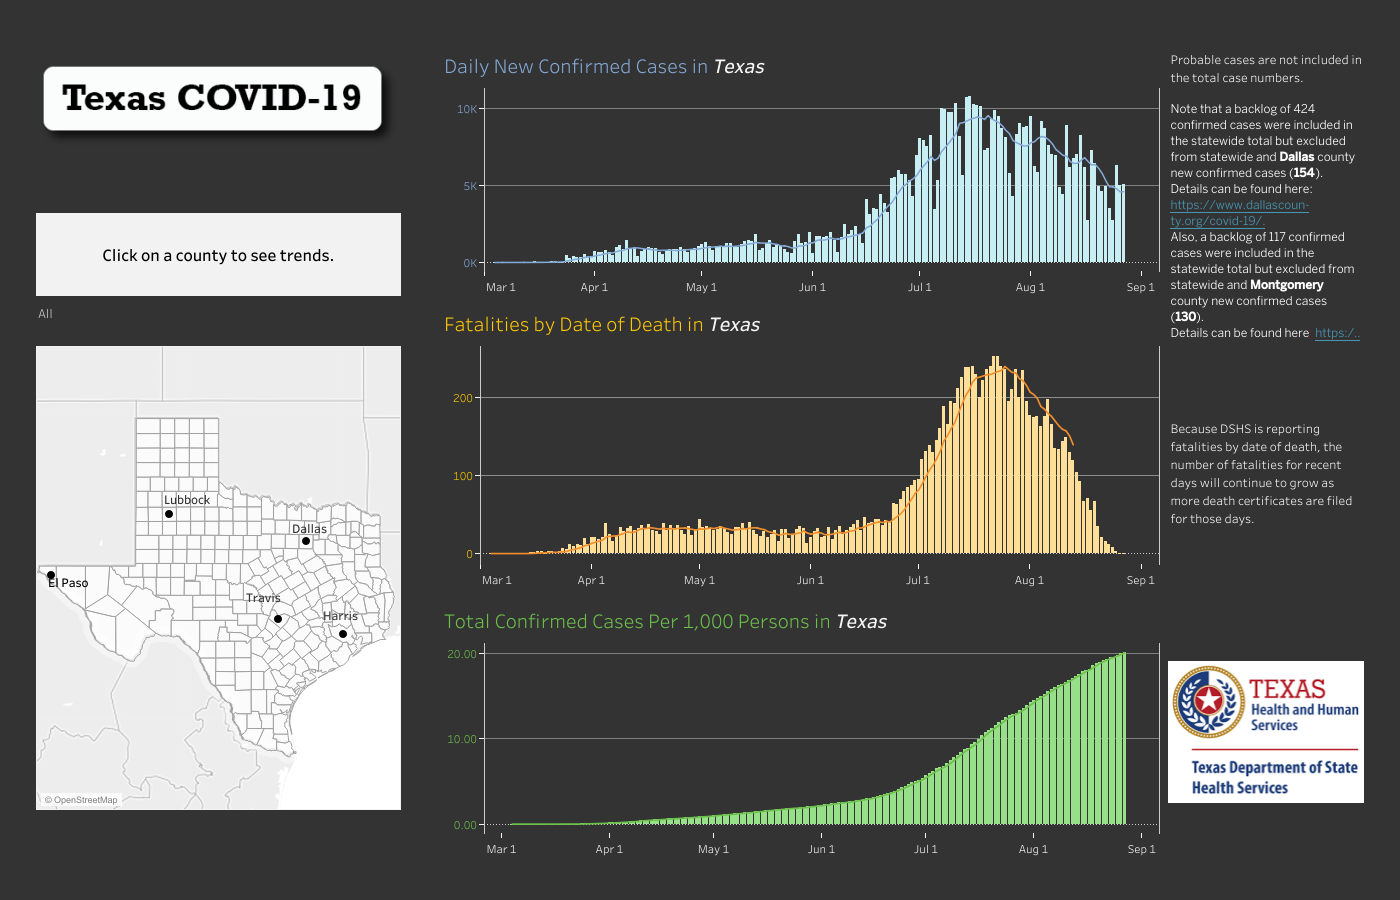 Texas COVID-19
Click on a county to see trends.
All
Lubbock
Dallas
El Paso
Travis
Harris
© OpenStreetMap
Daily New Confirmed Cases in Texas
10K
5K
0K
Mar 1 Apr 1 May 1 Jun 1 Jul 1 Aug 1 Sep 1
Fatalities by Date of Death in Texas
200
100
0
Mar 1 Apr 1 May 1 Jun 1 Jul 1 Aug 1 Sep 1
Total Confirmed Cases Per 1,000 Persons in Texas
20.00
10.00
0.00
Mar 1 Apr 1 May 1 Jun 1 Jul 1 Aug 1 Sep 1
Probable cases are not included in
the total case numbers.
Note that a backlog of 424
confirmed cases were included in
the statewide total but excluded
from statewide and Dallas county
new confirmed cases (154).
Details can be found here:
https://www.dallascoun-
ty.org/covid-19/.
Also, a backlog of 117 confirmed
cases were included in the
statewide total but excluded from
statewide and Montgomery
county new confirmed cases
(130).
Details can be found here https:/..
Because DSHS is reporting
fatalities by date of death, the
number of fatalities for recent
days will continue to grow as
more death certificates are filed
for those days.
TEXAS
Health and Human
Services
Texas Department of State
Health Services